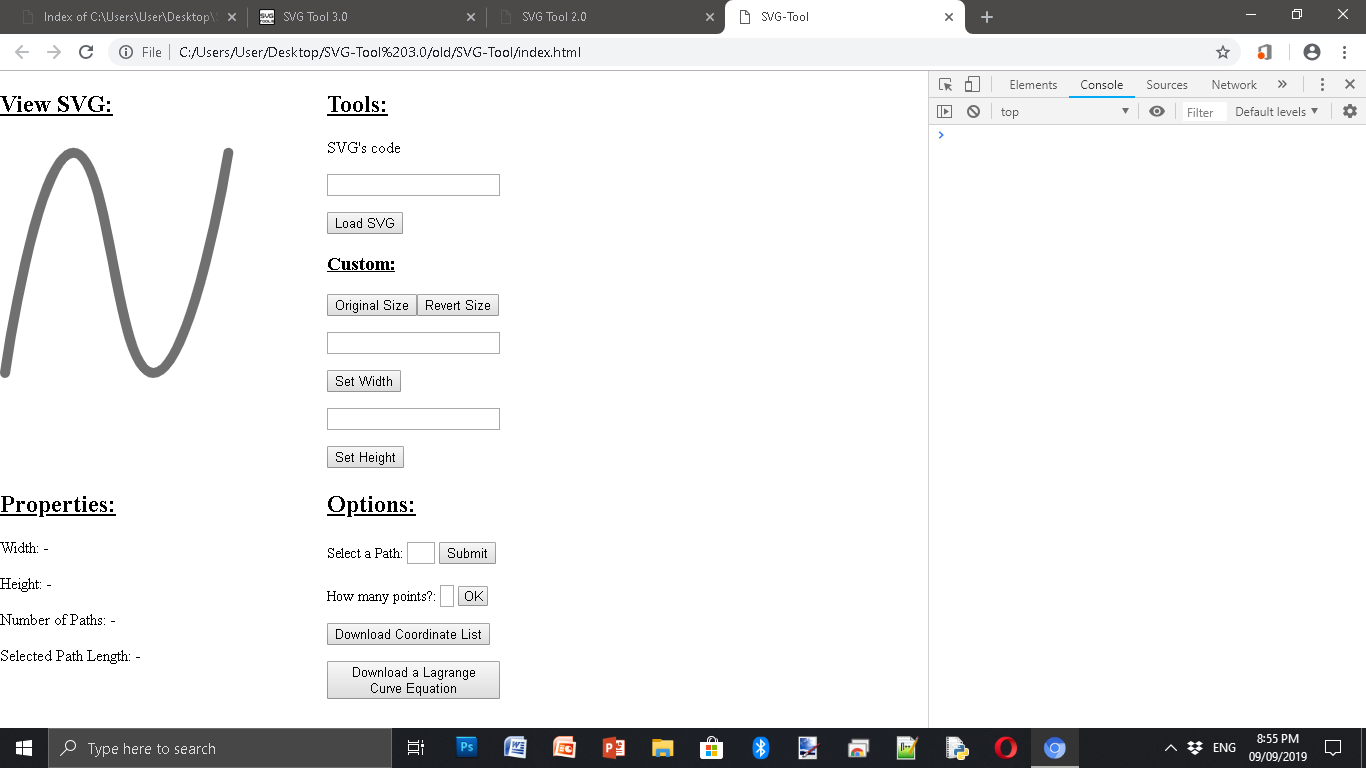 Index of C:\Users\User\Desktop\
SVG Tool 3.0
SVG Tool 2.0
SVG-Tool
File
C:/Users/User/Desktop/SVG-Tool%203.0/old/SVG-Tool/index.html
View SVG:
Tools:
SVG's code
Load SVG
Custom:
Original Size
Revert Size
Set Width
Set Height
Properties:
Width: -
Height: -
Number of Paths: -
Selected Path Length: -
Options:
Select a Path:
Submit
How many points?:
OK
Download Coordinate List
Download a Lagrange
Curve Equation
Elements
Console
Sources
Network
»
top
Filter
Default levels
Type here to search
ENG
8:55 PM
09/09/2019